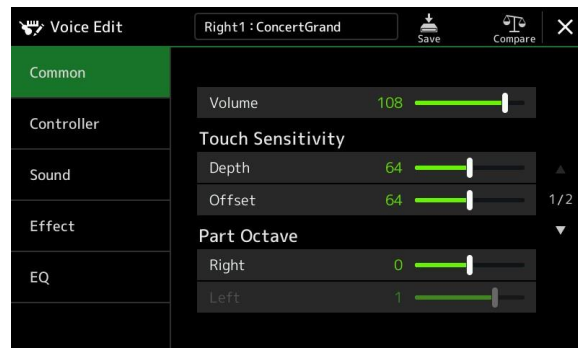 Voice Edit
Right1 : ConcertGrand
Save
Compare
Common
Controller
Sound
Effect
EQ
Volume 108
Touch Sensitivity
Depth 64
Offset 64
1/2
Part Octave
Right 0
Left 1